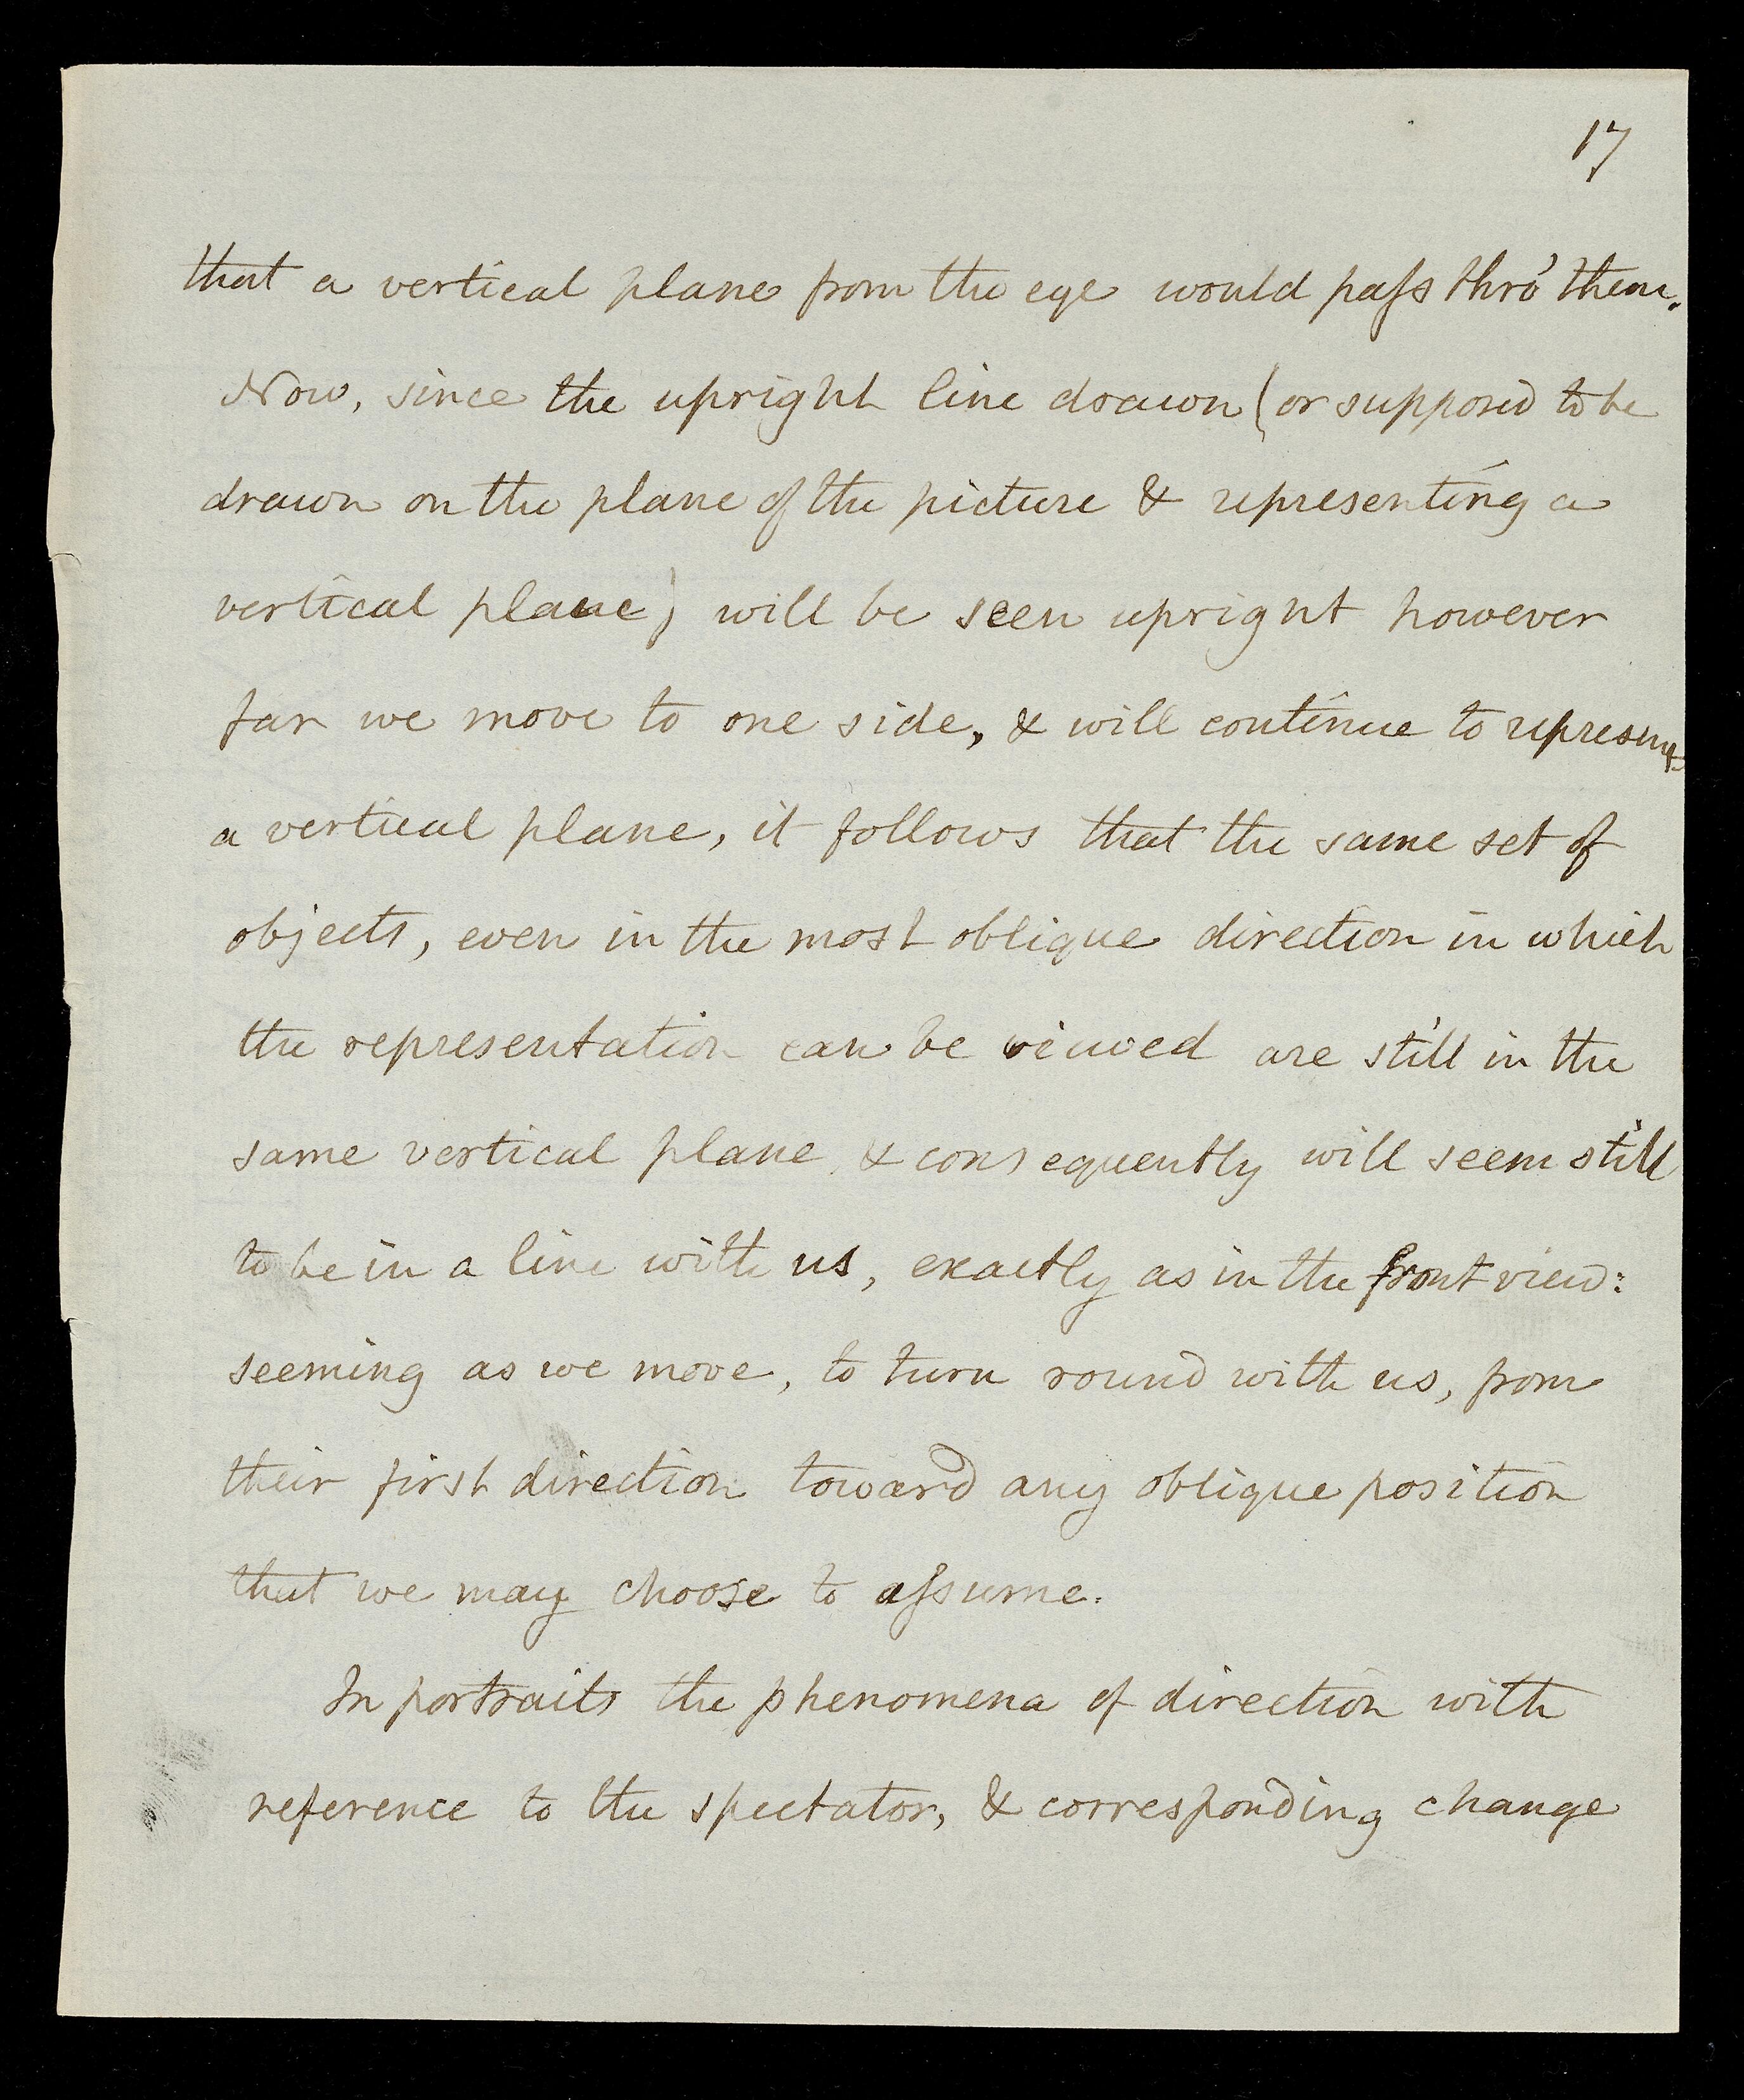 17
that a vertical plane from the eye would paſs thro' them.
Now, since the upright line drawn (or supposed to be
drawn on the plane of the picture & representing a
vertical plane) will be seen upright however
far we move to one side, & will continue to represent
a vertical plane, it follows that the same set of
objects, even in the most oblique direction in which
the representation can be viewed are still in the
same vertical plane & consequently will seem still
to be in a line with us, exactly as in the front view:
seeming as we move, to turn round with us, from
their first direction toward any oblique position
that we may choose to aſsume.
In portraits the phenomena of direction with
reference to the spectator, & corresponding change